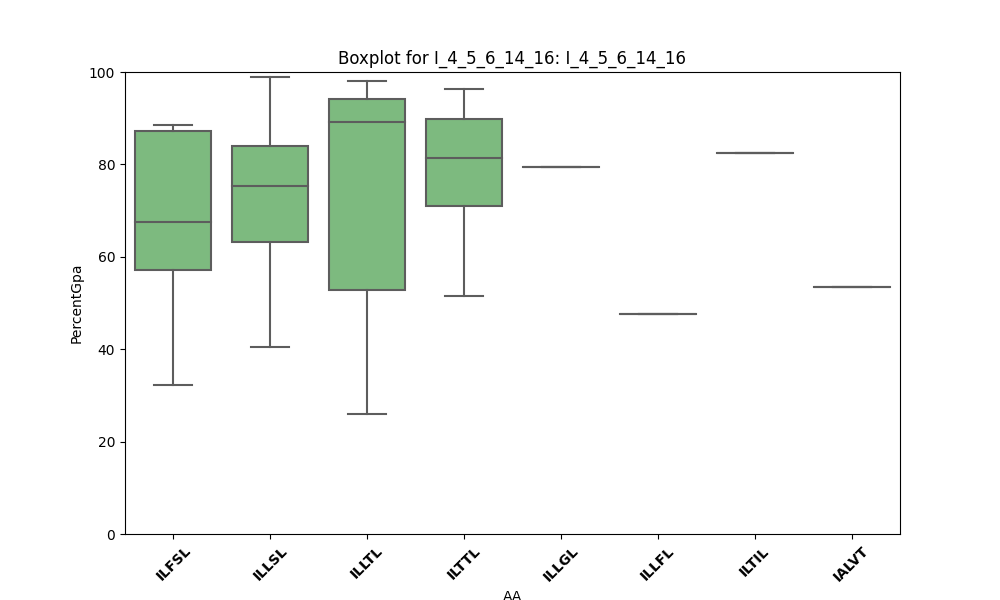 Boxplot for I_4_5_6_14_16: I_4_5_6_14_16
100
80
60
40
20
0
PercentGpa
ILFSL
ILLSL
ILLTL
ILTTL
ILLGL
ILLFL
ILTIL
IALVT
AA